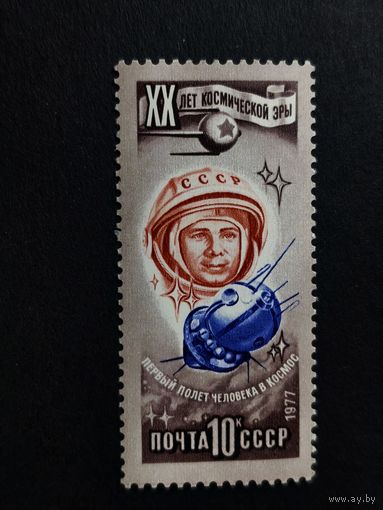 XX ЛЕТ КОСМИЧЕСКОЙ ЭРЫ
СССР
ПЕРВЫЙ ПОЛЕТ ЧЕЛОВЕКА В КОСМОС
1977
ПОЧТА 10К СССР
www.ay.by